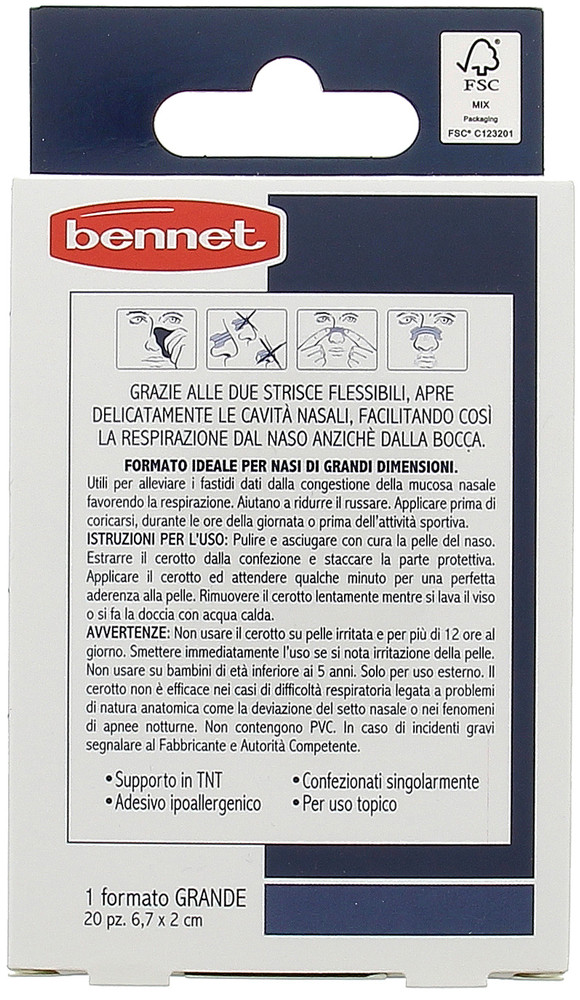 FSC
MIX
Packaging
FSC® C123201
bennet
GRAZIE ALLE DUE STRISCE FLESSIBILI, APRE
DELICATAMENTE LE CAVITÀ NASALI, FACILITANDO COSÌ
LA RESPIRAZIONE DAL NASO ANZICHÈ DALLA BOCCA.
FORMATO IDEALE PER NASI DI GRANDI DIMENSIONI.
Utili per alleviare i fastidi dati dalla congestione della mucosa nasale
favorendo la respirazione. Aiutano a ridurre il russare. Applicare prima di
coricarsi, durante le ore della giornata o prima dell'attività sportiva.
ISTRUZIONI PER L'USO: Pulire e asciugare con cura la pelle del naso.
Estrarre il cerotto dalla confezione e staccare la parte protettiva.
Applicare il cerotto ed attendere qualche minuto per una perfetta
aderenza alla pelle. Rimuovere il cerotto lentamente mentre si lava il viso
o si fa la doccia con acqua calda.
AVVERTENZE: Non usare il cerotto su pelle irritata e per più di 12 ore al
giorno. Smettere immediatamente l'uso se si nota irritazione della pelle.
Non usare su bambini di età inferiore ai 5 anni. Solo per uso esterno. Il
cerotto non è efficace nei casi di difficoltà respiratoria legata a problemi
di natura anatomica come la deviazione del setto nasale o nei fenomeni
di apnee notturne. Non contengono PVC. In caso di incidenti gravi
segnalare al Fabbricante e Autorità Competente.
• Supporto in TNT
• Confezionati singolarmente
• Adesivo ipoallergenico
• Per uso topico
1 formato GRANDE
20 pz. 6,7 x 2 cm